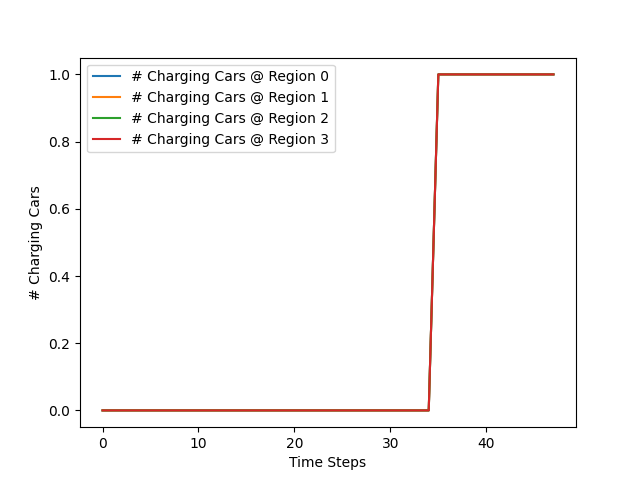 # Charging Cars @ Region 0
# Charging Cars @ Region 1
# Charging Cars @ Region 2
# Charging Cars @ Region 3
1.0
0.8
0.6
0.4
0.2
0.0
# Charging Cars
0 10 20 30 40
Time Steps